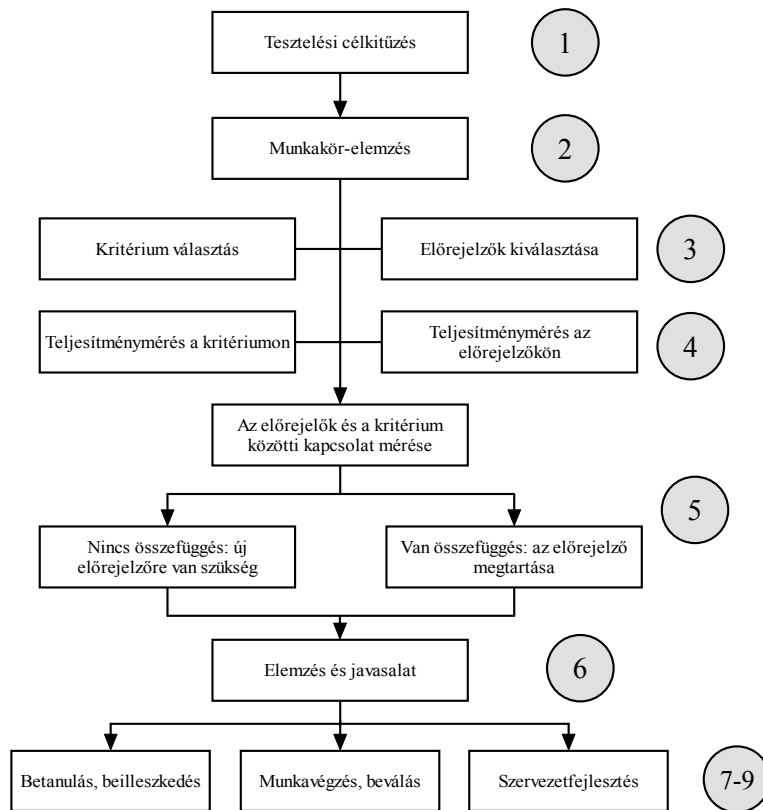 Tesztelési célkitűzés
1
Munkakör-elemzés
2
Kritérium választás
Előrejelzők kiválasztása
3
Teljesítménymérés a kritériumon
Teljesítménymérés az
előrejelzőkön
4
Az előrejelők és a kritérium
közötti kapcsolat mérése
5
Nincs összefüggés: új
előrejelzőre van szükség
Van összefüggés: az előrejelző
megtartása
Elemzés és javasalat
6
Betanulás, beilleszkedés
Munkavégzés, beválás
Szervezetfejlesztés
7-9